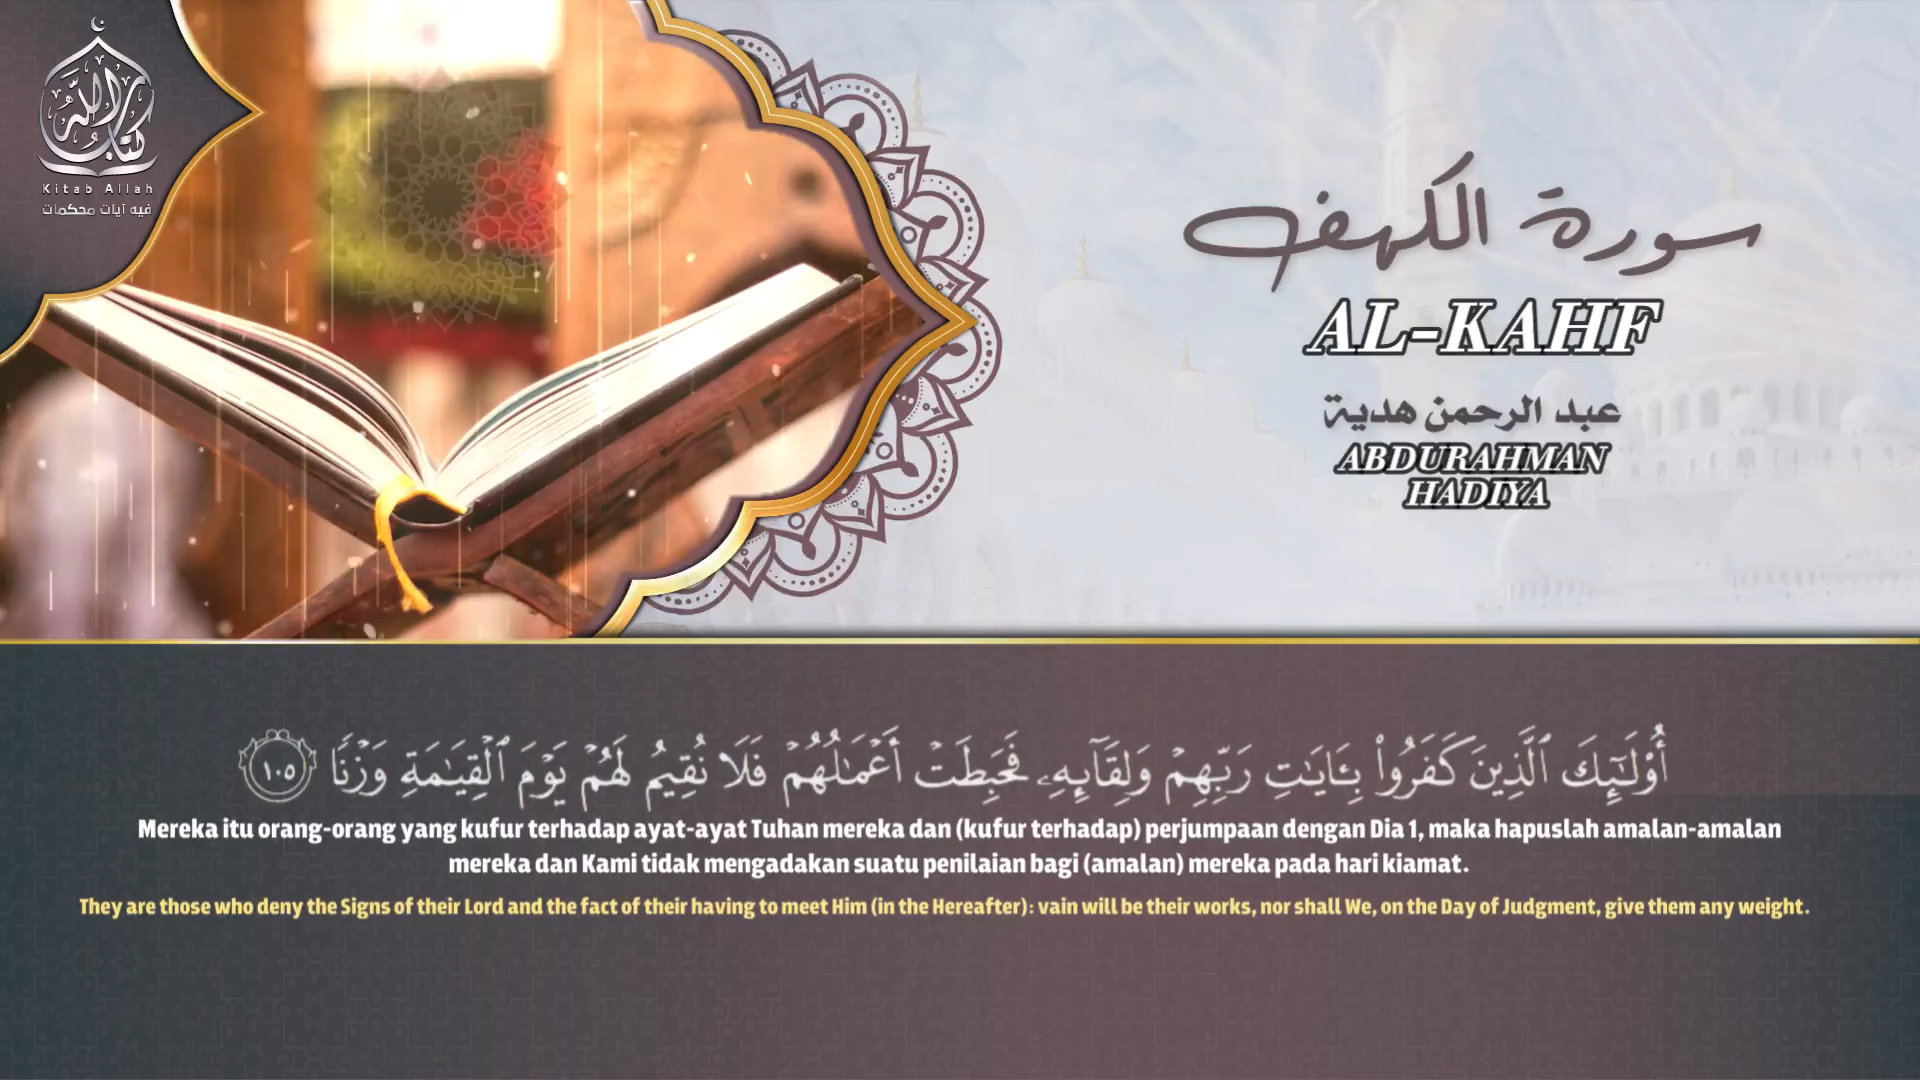 كتاب الله
Kitab Allah
فيه آيات محكمات
سورة الكهف
AL-KAHF
عبد الرحمن هدية
ABDURAHMAN
HADIYA
أُوْلَٰٓئِكَ ٱلَّذِينَ كَفَرُواْ بِـَٔايَٰتِ رَبِّهِمْ وَلِقَآئِهِۦ فَحَبِطَتْ أَعْمَٰلُهُمْ فَلَا نُقِيمُ لَهُمْ يَوْمَ ٱلْقِيَٰمَةِ وَزْنًا ١٠٥
Mereka itu orang-orang yang kufur terhadap ayat-ayat Tuhan mereka dan (kufur terhadap) perjumpaan dengan Dia 1, maka hapuslah amalan-amalan
mereka dan Kami tidak mengadakan suatu penilaian bagi (amalan) mereka pada hari kiamat.
They are those who deny the Signs of their Lord and the fact of their having to meet Him (in the Hereafter): vain will be their works, nor shall We, on the Day of Judgment, give them any weight.